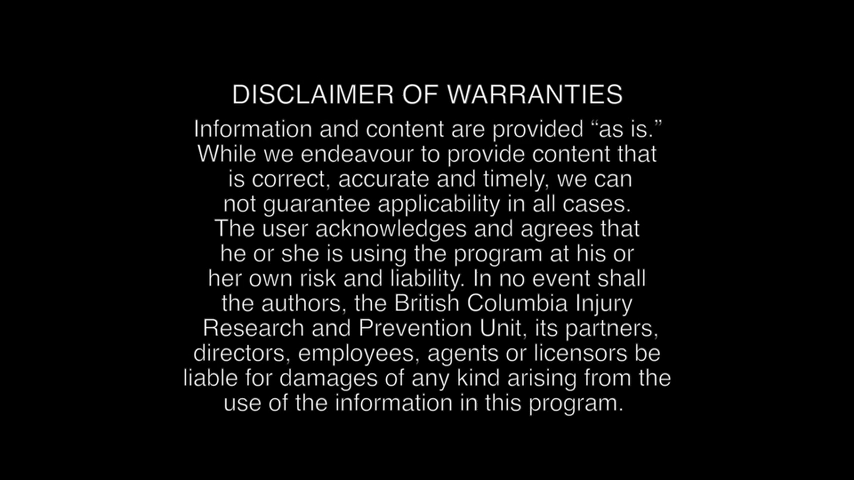 DISCLAIMER OF WARRANTIES
Information and content are provided “as is.”
While we endeavour to provide content that
is correct, accurate and timely, we can
not guarantee applicability in all cases.
The user acknowledges and agrees that
he or she is using the program at his or
her own risk and liability. In no event shall
the authors, the British Columbia Injury
Research and Prevention Unit, its partners,
directors, employees, agents or licensors be
liable for damages of any kind arising from the
use of the information in this program.